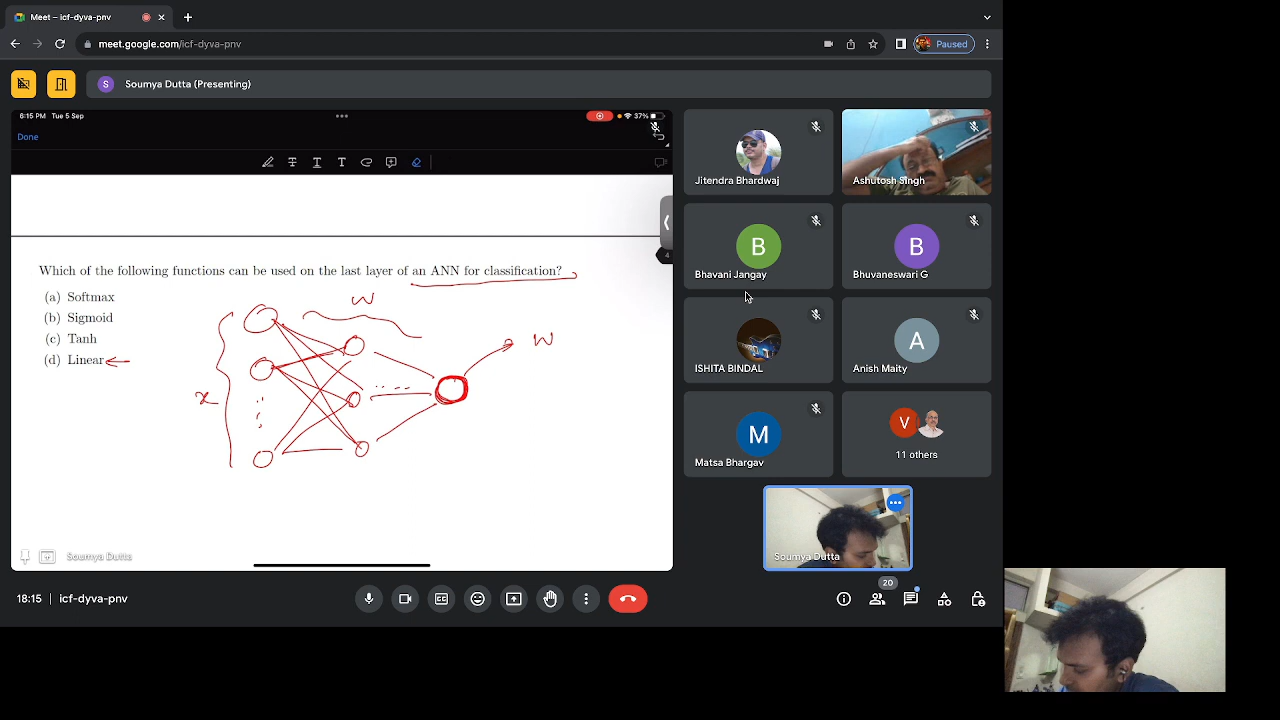 Meet – icf-dyva-pnv
meet.google.com/icf-dyva-pnv
Paused
S Soumya Dutta (Presenting)
6:15 PM Tue 5 Sep
37%
Done
4
Which of the following functions can be used on the last layer of an ANN for classification?
(a) Softmax
(b) Sigmoid
(c) Tanh
(d) Linear
W
x
W
Soumya Dutta
Jitendra Bhardwaj
Ashutosh Singh
B
Bhavani Jangay
B
Bhuvaneswari G
ISHITA BINDAL
A
Anish Maity
M
Matsa Bhargav
V
11 others
Soumya Dutta
18:15 icf-dyva-pnv
20